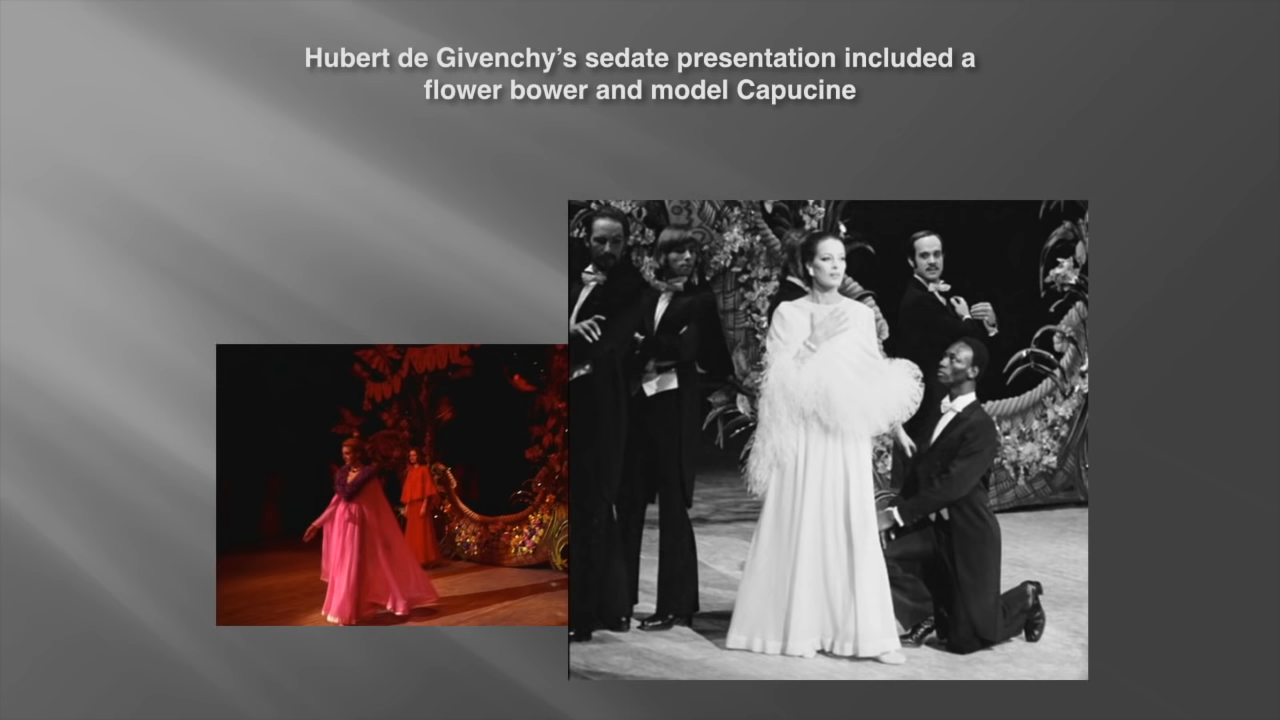 Hubert de Givenchy’s sedate presentation included a
flower bower and model Capucine